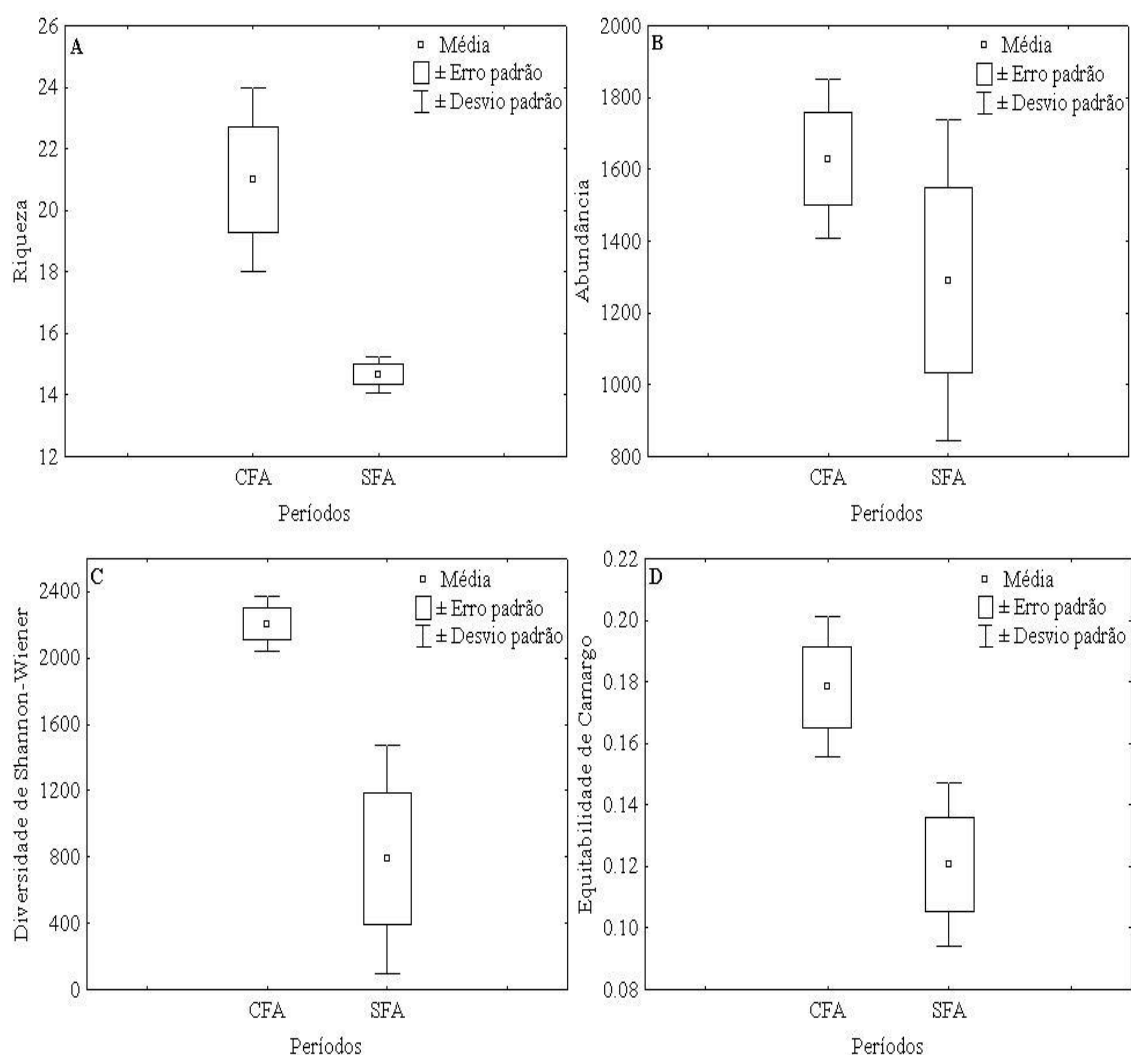 A
Média
± Erro padrão
± Desvio padrão
Riqueza
26
24
22
20
18
16
14
12
CFA SFA
Períodos
B
Média
± Erro padrão
± Desvio padrão
Abundância
2000
1800
1600
1400
1200
1000
800
CFA SFA
Períodos
C
Média
± Erro padrão
± Desvio padrão
Diversidade de Shannon-Wiener
2400
2000
1600
1200
800
400
0
CFA SFA
Períodos
D
Média
± Erro padrão
± Desvio padrão
Equitabilidade de Camargo
0.22
0.20
0.18
0.16
0.14
0.12
0.10
0.08
CFA SFA
Períodos